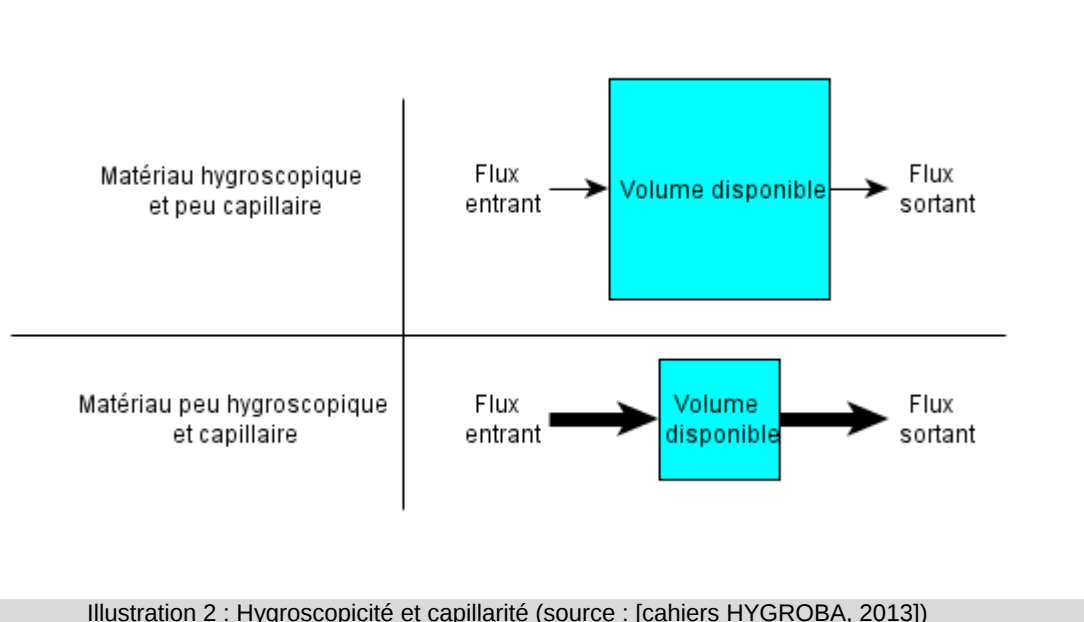 Matériau hygroscopique
et peu capillaire
Flux
entrant
Volume disponible
Flux
sortant
Matériau peu hygroscopique
et capillaire
Flux
entrant
Volume
disponible
Flux
sortant
Illustration 2 : Hygroscopicité et capillarité (source : [cahiers HYGROBA, 2013])